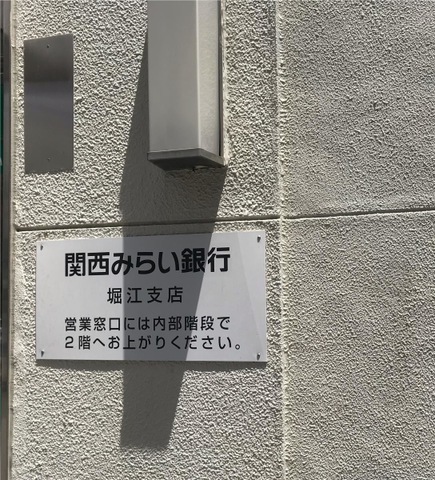 関西みらい銀行
堀江支店
営業窓口には内部階段で
2階へお上がりください。